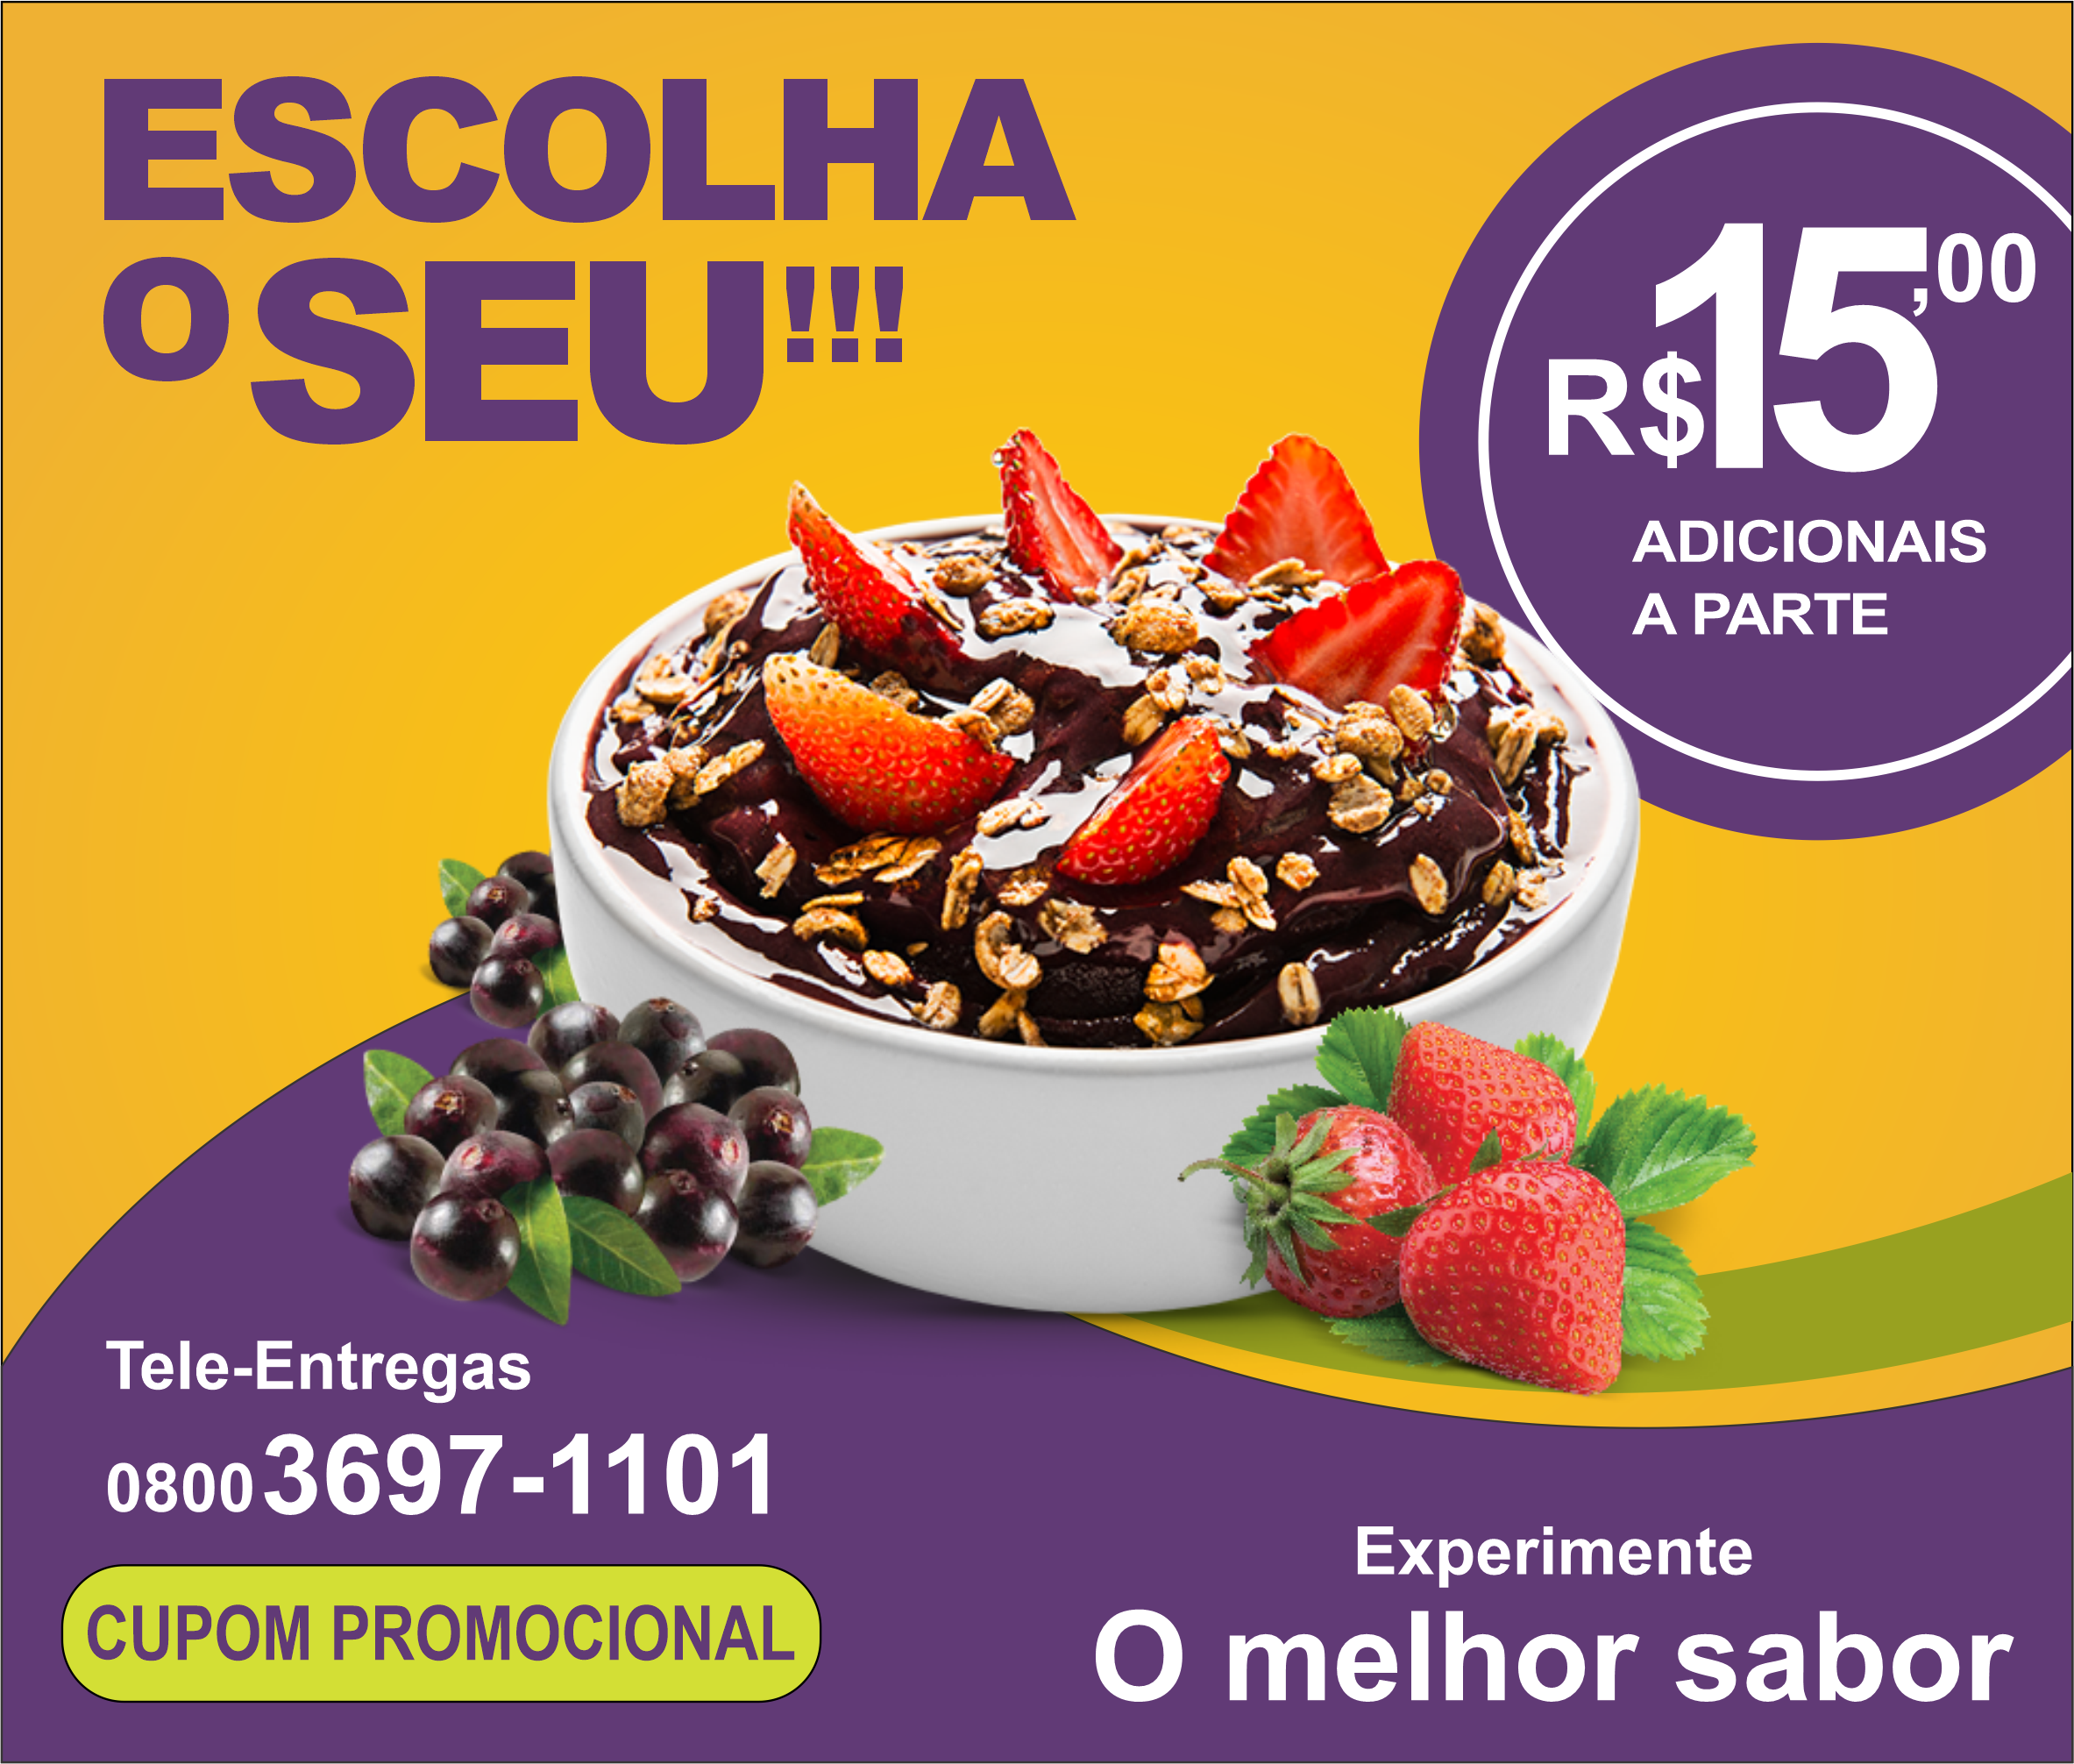 ESCOLHA
O SEU!!!
R$15,00
ADICIONAIS
A PARTE
Tele-Entregas
0800 3697-1101
CUPOM PROMOCIONAL
Experimente
O melhor sabor